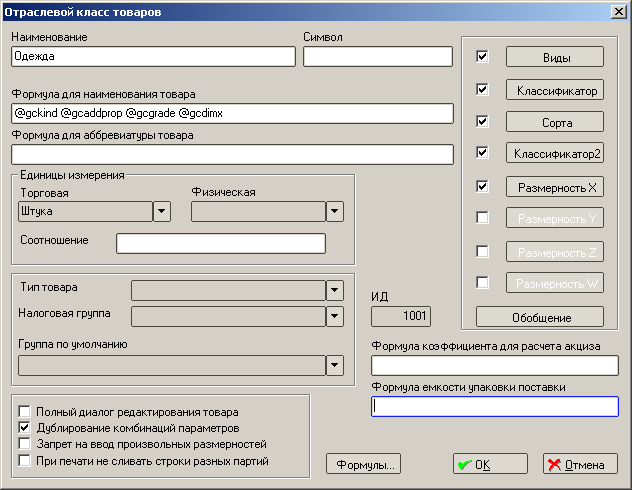 Отраслевой класс товаров
Наименование
Символ
Одежда
Формула для наименования товара
@gckind @gcaddprop @gcgrade @gcdimx
Формула для аббревиатуры товара
Единицы измерения
Торговая
Физическая
Штука
Соотношение
Тип товара
Налоговая группа
Группа по умолчанию
ИД
1001
Виды
Классификатор
Сорта
Классификатор2
Размерность X
Размерность Y
Размерность Z
Размерность W
Обобщение
Формула коэффициента для расчета акциза
Формула емкости упаковки поставки
Полный диалог редактирования товара
Дублирование комбинаций параметров
Запрет на ввод произвольных размерностей
При печати не сливать строки разных партий
Формулы...
OK
Отмена